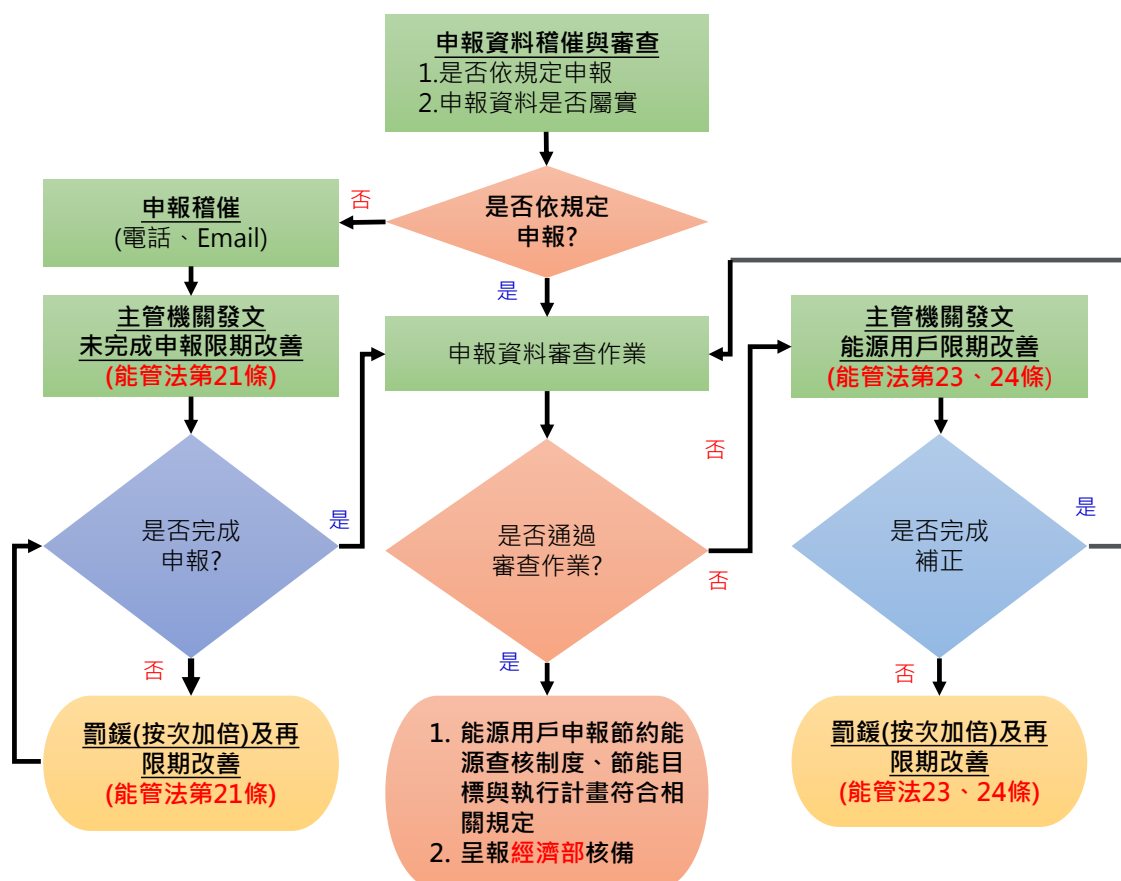 申報資料稽催與審查
1.是否依規定申報
2.申報資料是否屬實
是否依規定
申報?
否
是
申報稽催
(電話、Email)
主管機關發文
未完成申報限期改善
(能管法第21條)
是否完成
申報?
是
否
罰鍰(按次加倍)及再
限期改善
(能管法第21條)
申報資料審查作業
是否通過
審查作業?
否
否
是
1. 能源用戶申報節約能
源查核制度、節能目
標與執行計畫符合相
關規定
2. 呈報經濟部核備
主管機關發文
能源用戶限期改善
(能管法第23、24條)
是否完成
補正
是
否
罰鍰(按次加倍)及再
限期改善
(能管法23、24條)